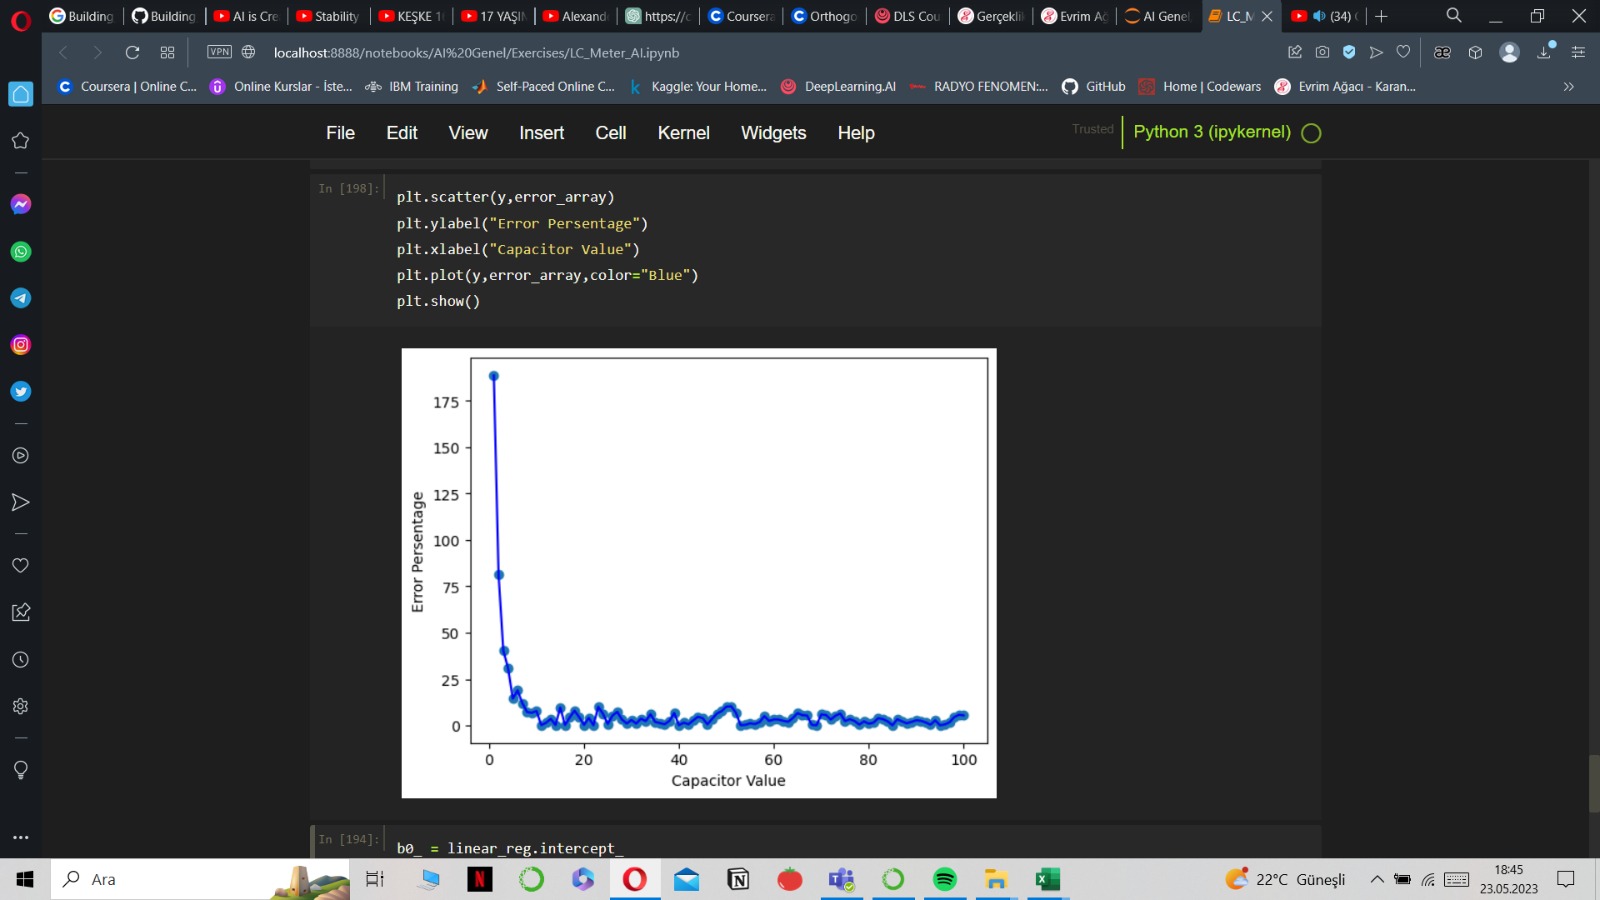 Building
Building
AI is Cre
Stability
KEŞKE 1
17 YAŞIN
Alexand
https://c
Coursera
Orthogo
DLS Cou
Gerçekli
Evrim Ağ
AI Genel
LC_M
(34)
VPN
localhost:8888/notebooks/AI%20Genel/Exercises/LC_Meter_AI.ipynb
Coursera | Online C...
Online Kurslar - İste...
IBM Training
Self-Paced Online C...
Kaggle: Your Home...
DeepLearning.AI
RADYO FENOMEN:...
GitHub
Home | Codewars
Evrim Ağacı - Karan...
File Edit View Insert Cell Kernel Widgets Help
Trusted
Python 3 (ipykernel)
In [198]:
plt.scatter(y,error_array)
plt.ylabel("Error Persentage")
plt.xlabel("Capacitor Value")
plt.plot(y,error_array,color="Blue")
plt.show()
175
150
125
100
75
50
25
0
Error Persentage
0 20 40 60 80 100
Capacitor Value
In [194]:
b0_ = linear_reg.intercept_
Ara
22°C Güneşli
18:45
23.05.2023